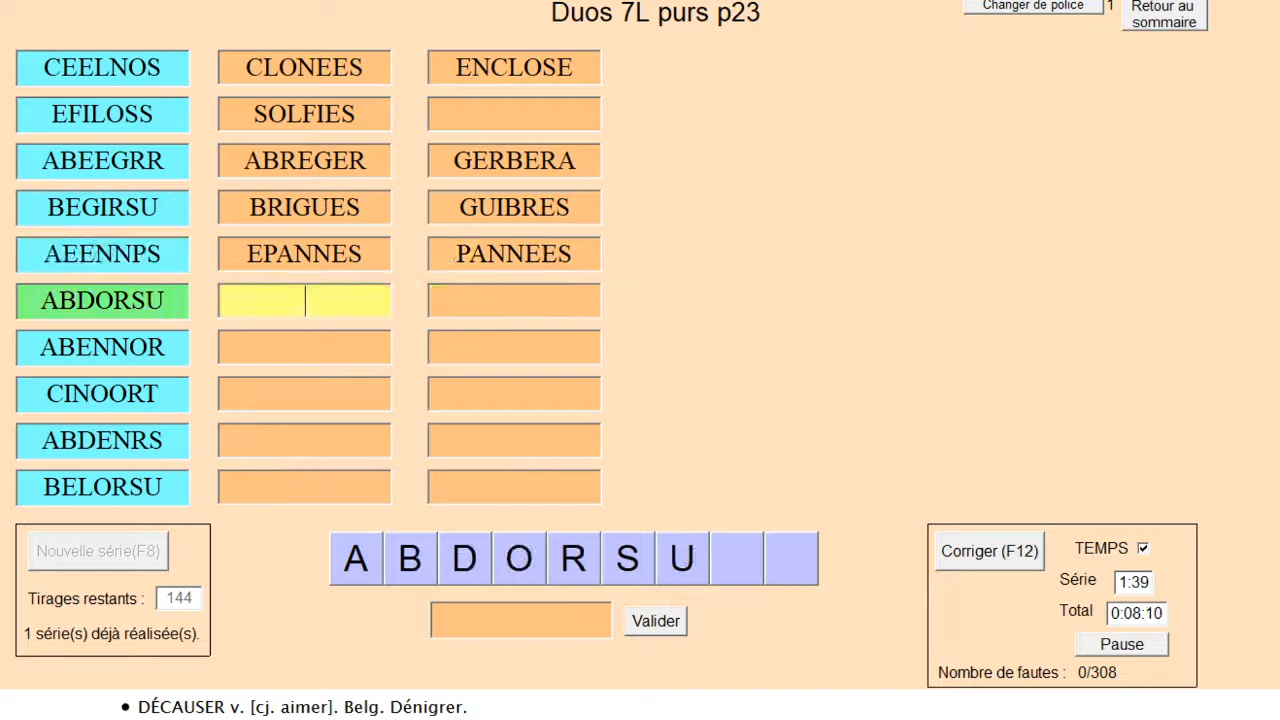 Duos 7L purs p23
Changer de police 1 Retour au sommaire
CEELNOS CLONEES ENCLOSE
EFILOSS SOLFIES
ABEEGRR ABREGER GERBERA
BEGIRSU BRIGUES GUIBRES
AEENNPS EPANNES PANNEES
ABDORSU
ABENNOR
CINOORT
ABDENRS
BELORSU
Nouvelle série(F8)
Tirages restants : 144
1 série(s) déjà réalisée(s).
A B D O R S U
Valider
Corriger (F12) TEMPS
Série 1:39
Total 0:08:10
Pause
Nombre de fautes : 0/308
• DÉCAUSER v. [cj. aimer]. Belg. Dénigrer.